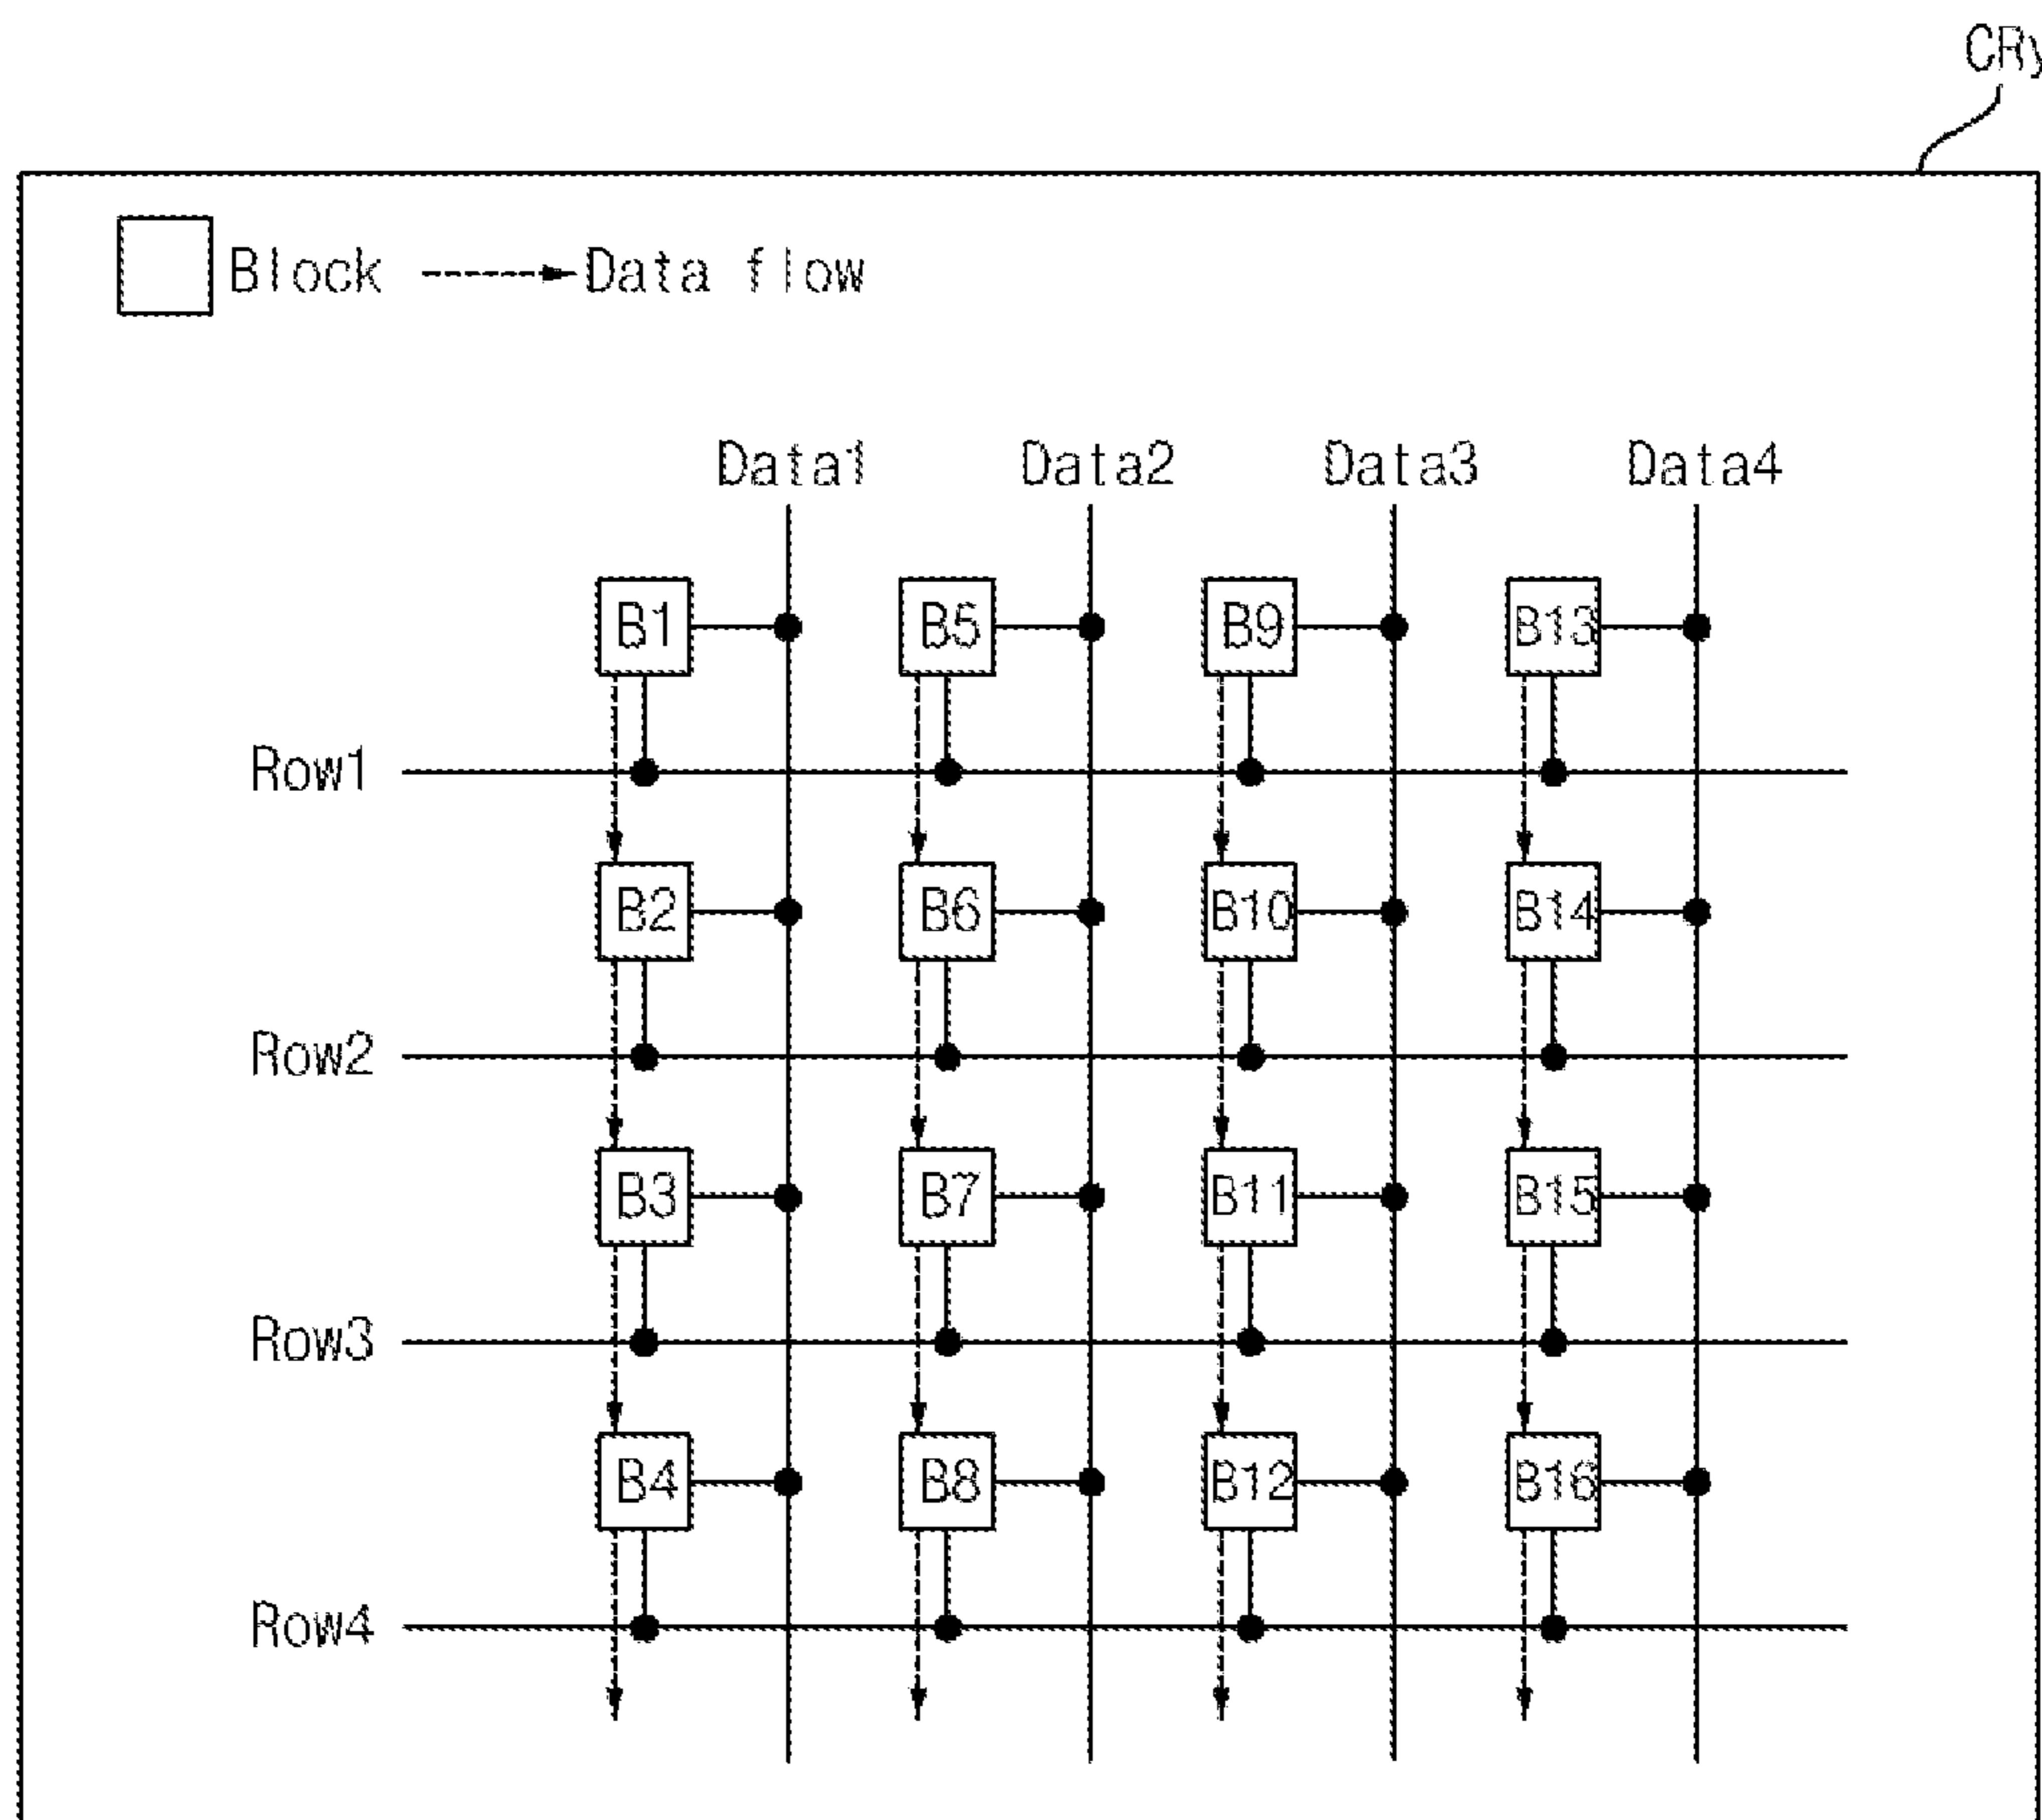 CRy
Block Data flow
Data1 Data2 Data3 Data4
B1 B5 B9 B13
Row1
B2 B6 B10 B14
Row2
B3 B7 B11 B15
Row3
B4 B8 B12 B16
Row4